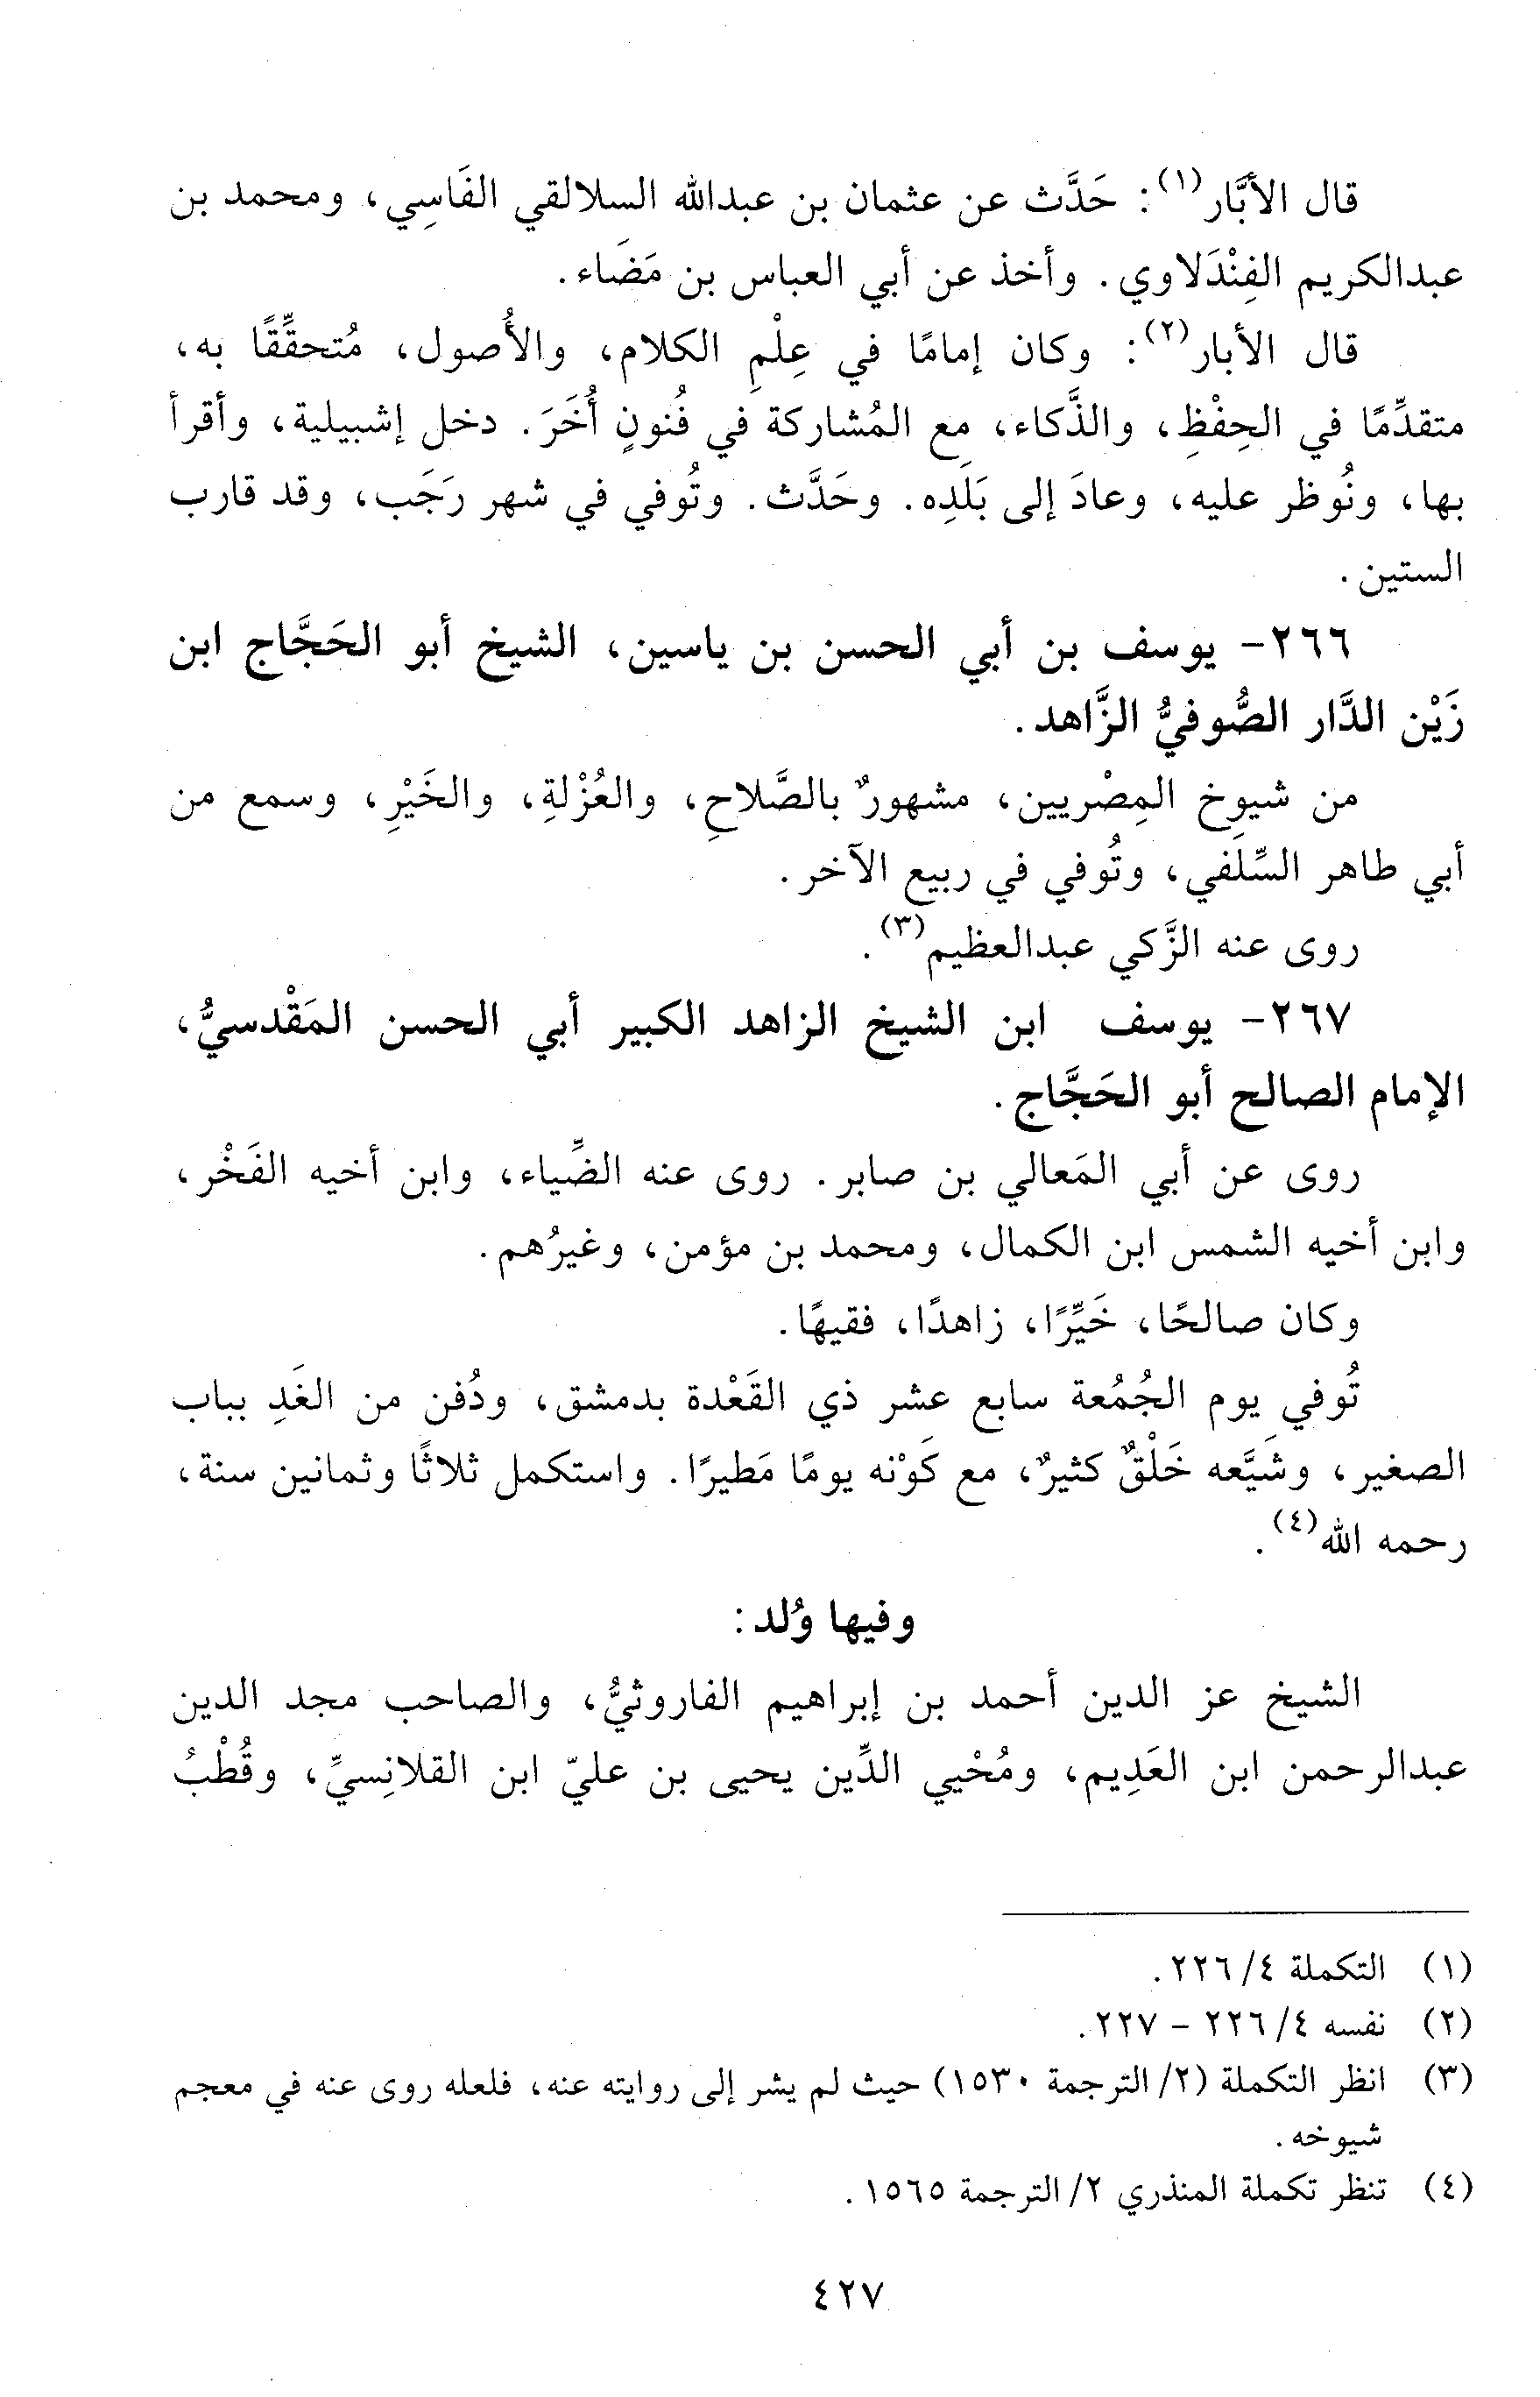 قال الأبَّار(١): حَدَّث عن عثمان بن عبدالله السلالقي الفَاسِي، ومحمد بن
عبدالكريم الفِنْدَلاوي. وأخذ عن أبي العباس بن مَضَاء.
قال الأبار(٢): وكان إمامًا في عِلْمِ الكلام، والأُصول، مُتحقِّقًا به،
متقدِّمًا في الحِفْظِ، والذَّكاء، مع المُشاركة في فُنونٍ أُخَرَ. دخل إشبيلية، وأقرأ
بها، ونُوظر عليه، وعادَ إلى بَلَدِه. وحَدَّث. وتُوفي في شهر رَجَب، وقد قارب
الستين.
٢٦٦- يوسف بن أبي الحسن بن ياسين، الشيخ أبو الحَجَّاج ابن
زَيْن الدَّار الصُّوفيُّ الزَّاهد.
من شيوخ المِصْريين، مشهورٌ بالصَّلاحِ، والعُزْلةِ، والخَيْرِ، وسمع من
أبي طاهر السِّلَفي، وتُوفي في ربيع الآخر.
روى عنه الزَّكي عبدالعظيم(٣).
٢٦٧- يوسف ابن الشيخ الزاهد الكبير أبي الحسن المَقْدسيُّ،
الإمام الصالح أبو الحَجَّاج.
روى عن أبي المَعالي بن صابر. روى عنه الضِّياء، وابن أخيه الفَخْر،
وابن أخيه الشمس ابن الكمال، ومحمد بن مؤمن، وغيرُهم.
وكان صالحًا، خَيِّرًا، زاهدًا، فقيهًا.
تُوفي يوم الجُمُعة سابع عشر ذي القَعْدة بدمشق، ودُفن من الغَدِ بباب
الصغير، وشَيَّعه خَلْقٌ كثيرٌ، مع كَوْنه يومًا مَطيرًا. واستكمل ثلاثًا وثمانين سنة،
رحمه الله(٤).
وفيها وُلد:
الشيخ عز الدين أحمد بن إبراهيم الفاروثيُّ، والصاحب مجد الدين
عبدالرحمن ابن العَدِيم، ومُحْيي الدِّين يحيى بن عليّ ابن القلانِسيِّ، وقُطْبُ
(١) التكملة ٤/ ٢٢٦.
(٢) نفسه ٤/ ٢٢٦ - ٢٢٧.
(٣) انظر التكملة (٢/ الترجمة ١٥٣٠) حيث لم يشر إلى روايته عنه، فلعله روى عنه في معجم
شيوخه.
(٤) تنظر تكملة المنذري ٢/ الترجمة ١٥٦٥.
٤٢٧